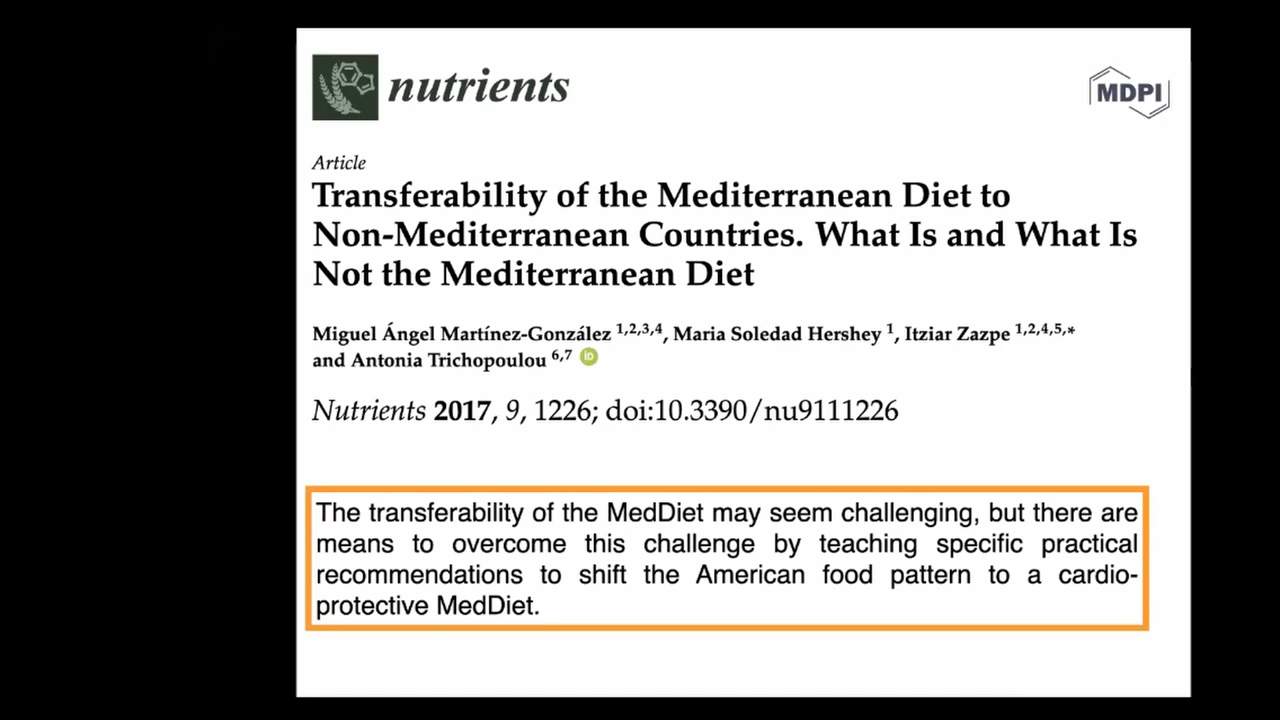 nutrients
MDPI
Article
Transferability of the Mediterranean Diet to
Non-Mediterranean Countries. What Is and What Is
Not the Mediterranean Diet
Miguel Ángel Martínez-González 1,2,3,4, Maria Soledad Hershey 1, Itziar Zazpe 1,2,4,5,*
and Antonia Trichopoulou 6,7 iD
Nutrients 2017, 9, 1226; doi:10.3390/nu9111226
The transferability of the MedDiet may seem challenging, but there are
means to overcome this challenge by teaching specific practical
recommendations to shift the American food pattern to a cardio-
protective MedDiet.